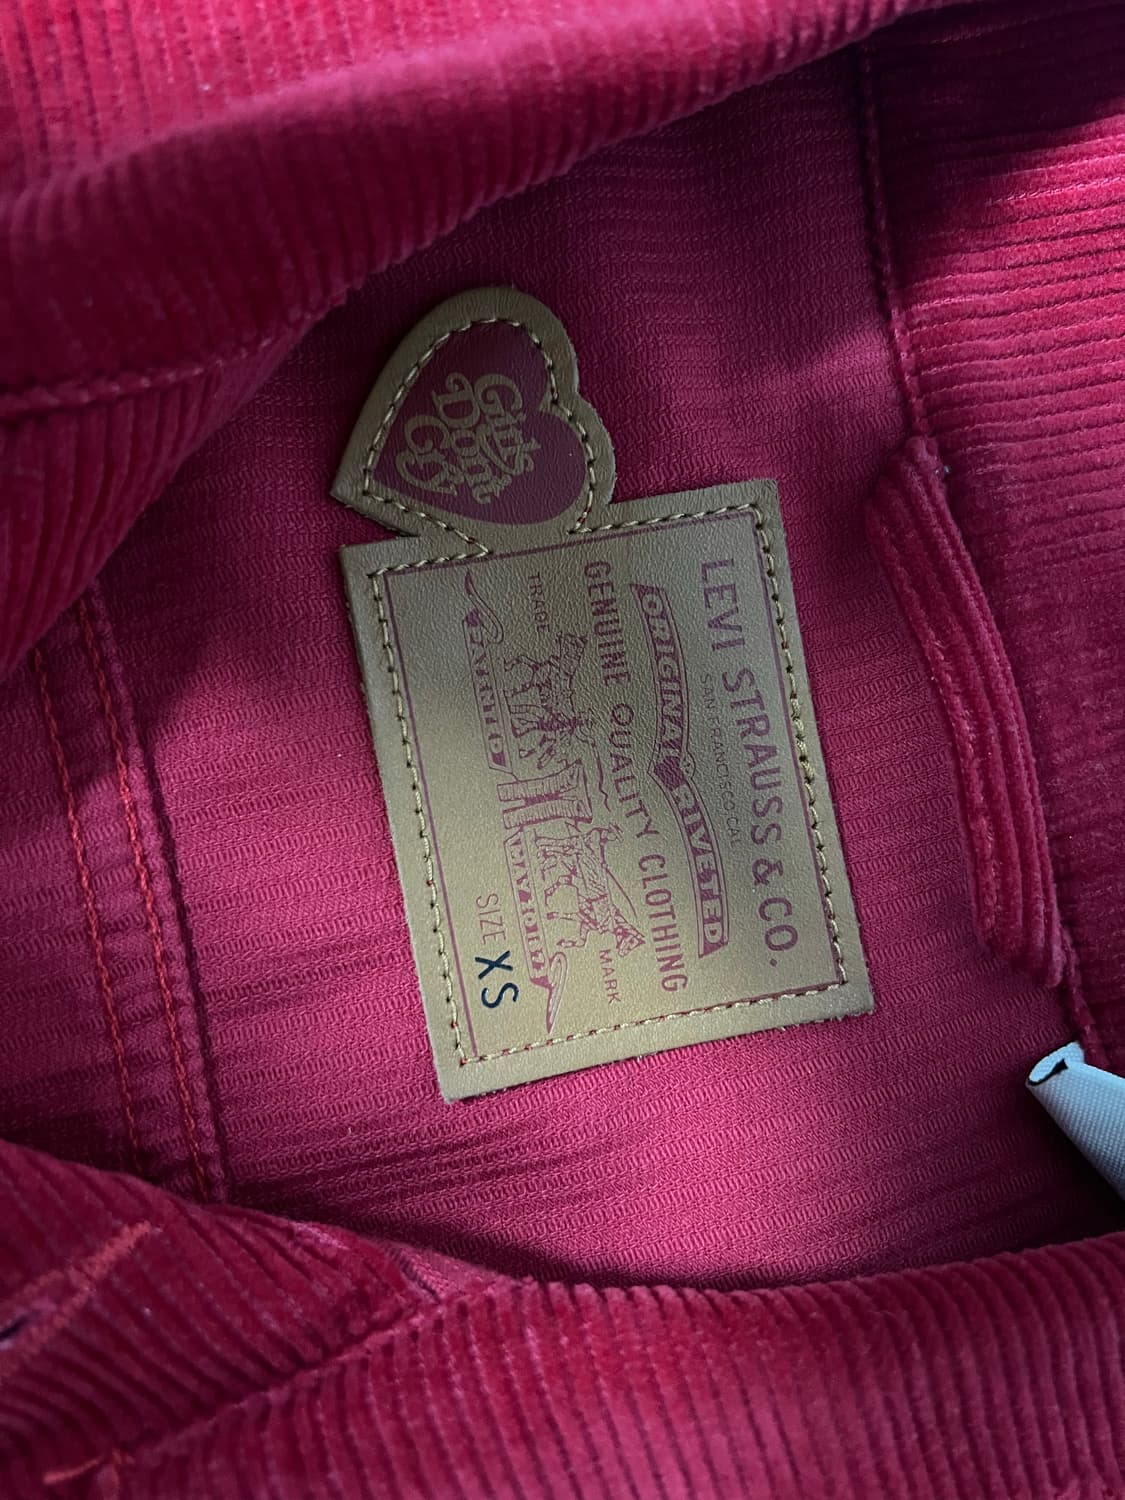 Girls
Don't
Cry
LEVI STRAUSS & CO.
SAN FRANCISCO, CAL
ORIGINAL RIVETED
GENUINE QUALITY CLOTHING
TRADE MARK
SIZE XS